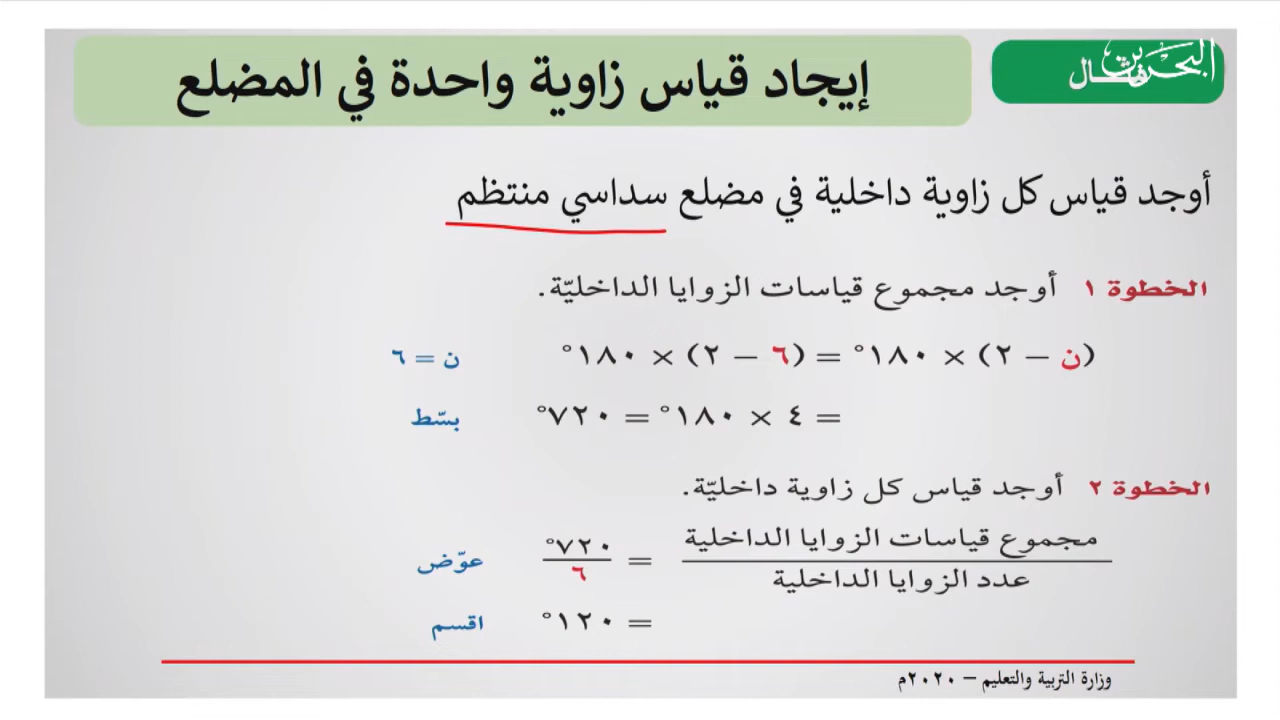 إيجاد قياس زاوية واحدة في المضلع
أوجد قياس كل زاوية داخلية في مضلع سداسي منتظم
الخطوة ١ أوجد مجموع قياسات الزوايا الداخليّة.
(ن − ٢) × ١٨٠° = (٦ − ٢) × ١٨٠° ن = ٦
= ٤ × ١٨٠° = ٧٢٠° بسّط
الخطوة ٢ أوجد قياس كل زاوية داخليّة.
مجموع قياسات الزوايا الداخلية
عدد الزوايا الداخلية
= ٧٢٠°
٦
عوّض
= ١٢٠° اقسم
وزارة التربية والتعليم – ٢٠٢٠م